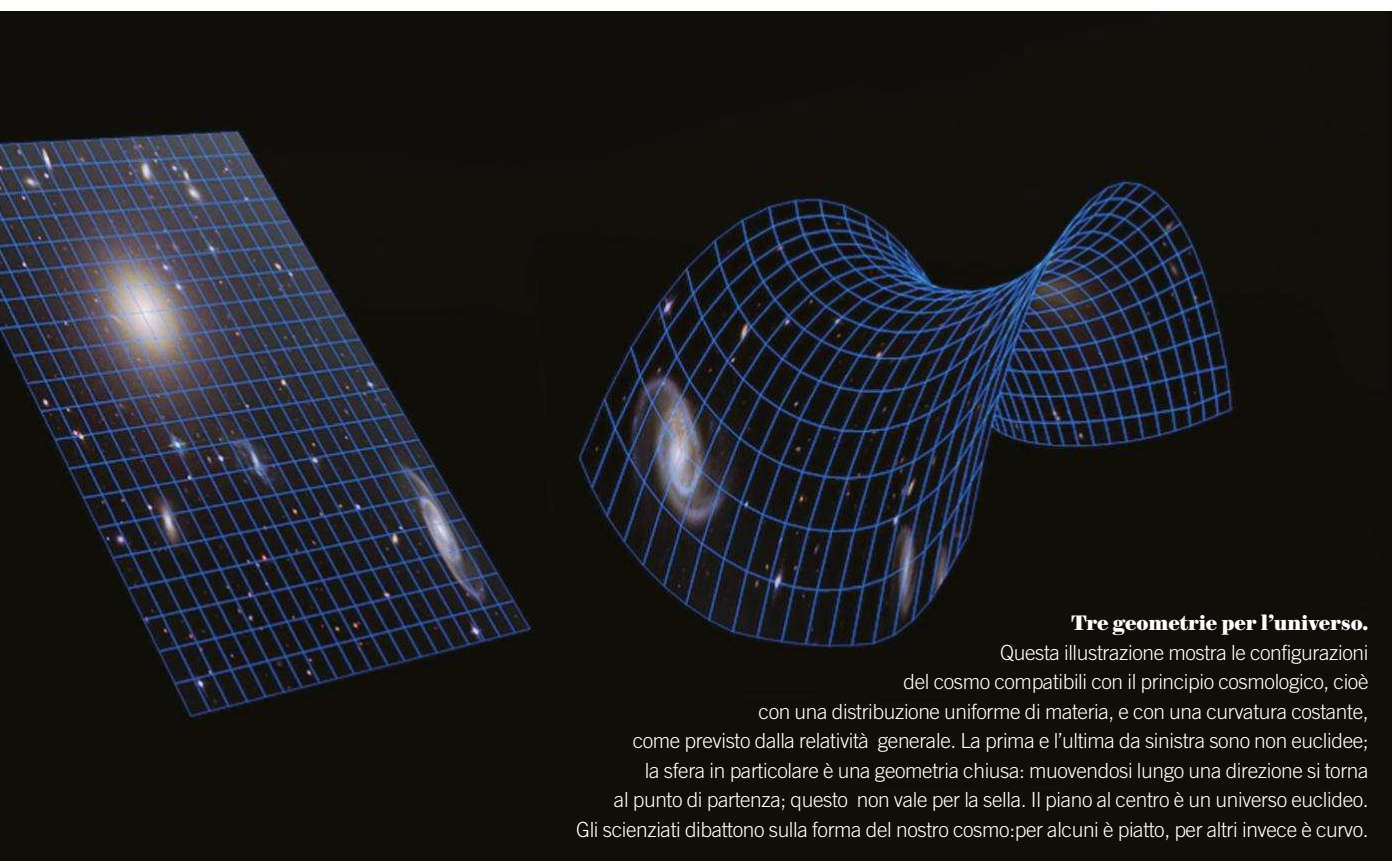 Tre geometrie per l’universo.
Questa illustrazione mostra le configurazioni
del cosmo compatibili con il principio cosmologico, cioè
con una distribuzione uniforme di materia, e con una curvatura costante,
come previsto dalla relatività generale. La prima e l’ultima da sinistra sono non euclidee;
la sfera in particolare è una geometria chiusa: muovendosi lungo una direzione si torna
al punto di partenza; questo non vale per la sella. Il piano al centro è un universo euclideo.
Gli scienziati dibattono sulla forma del nostro cosmo:per alcuni è piatto, per altri invece è curvo.